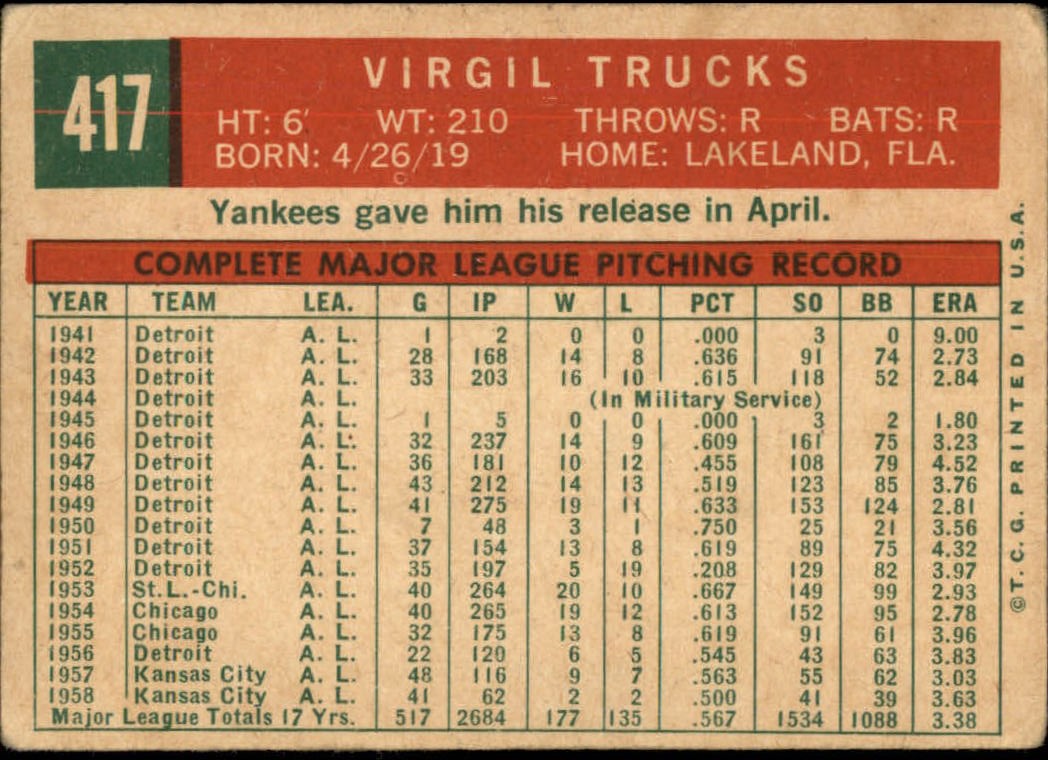 417
VIRGIL TRUCKS
HT: 6' WT: 210 THROWS: R BATS: R
BORN: 4/26/19 HOME: LAKELAND, FLA.
Yankees gave him his release in April.
COMPLETE MAJOR LEAGUE PITCHING RECORD
YEAR TEAM LEA. G IP W L PCT SO BB ERA
1941 Detroit A. L. 1 2 0 0 .000 3 0 9.00
1942 Detroit A. L. 28 168 14 8 .636 91 74 2.73
1943 Detroit A. L. 33 203 16 10 .615 118 52 2.84
1944 Detroit A. L. (In Military Service)
1945 Detroit A. L. 1 5 0 0 .000 3 2 1.80
1946 Detroit A. L. 32 237 14 9 .609 161 75 3.23
1947 Detroit A. L. 36 181 10 12 .455 108 79 4.52
1948 Detroit A. L. 43 212 14 13 .519 123 85 3.76
1949 Detroit A. L. 41 275 19 11 .633 153 124 2.81
1950 Detroit A. L. 7 48 3 1 .750 25 21 3.56
1951 Detroit A. L. 37 154 13 8 .619 89 75 4.32
1952 Detroit A. L. 35 197 5 19 .208 129 82 3.97
1953 St.L.-Chi. A. L. 40 264 20 10 .667 149 99 2.93
1954 Chicago A. L. 40 265 19 12 .613 152 95 2.78
1955 Chicago A. L. 32 175 13 8 .619 91 61 3.96
1956 Detroit A. L. 22 120 6 5 .545 43 63 3.83
1957 Kansas City A. L. 48 116 9 7 .563 55 62 3.03
1958 Kansas City A. L. 41 62 2 2 .500 41 39 3.63
Major League Totals 17 Yrs. 517 2684 177 135 .567 1534 1088 3.38
©T.C.G. PRINTED IN U.S.A.